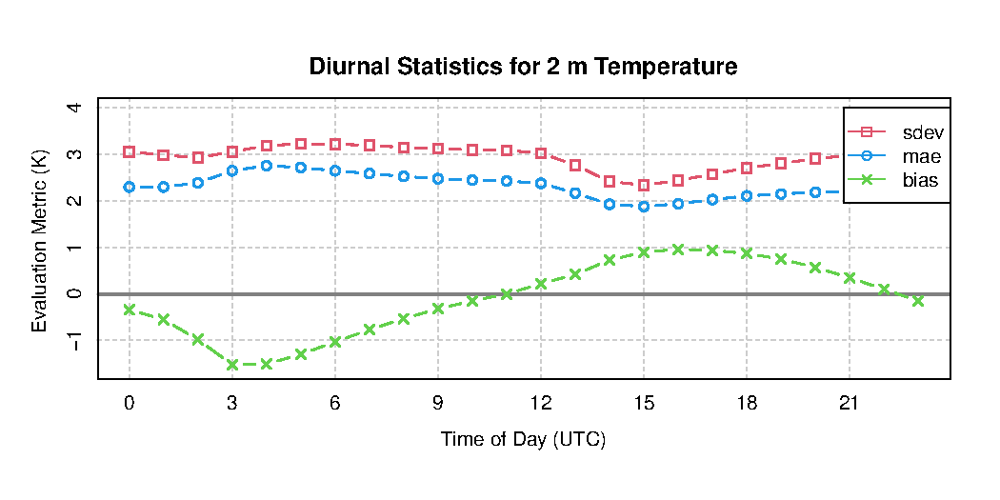 Diurnal Statistics for 2 m Temperature
Evaluation Metric (K)
4
3
2
1
0
−1
sdev
mae
bias
0 3 6 9 12 15 18 21
Time of Day (UTC)